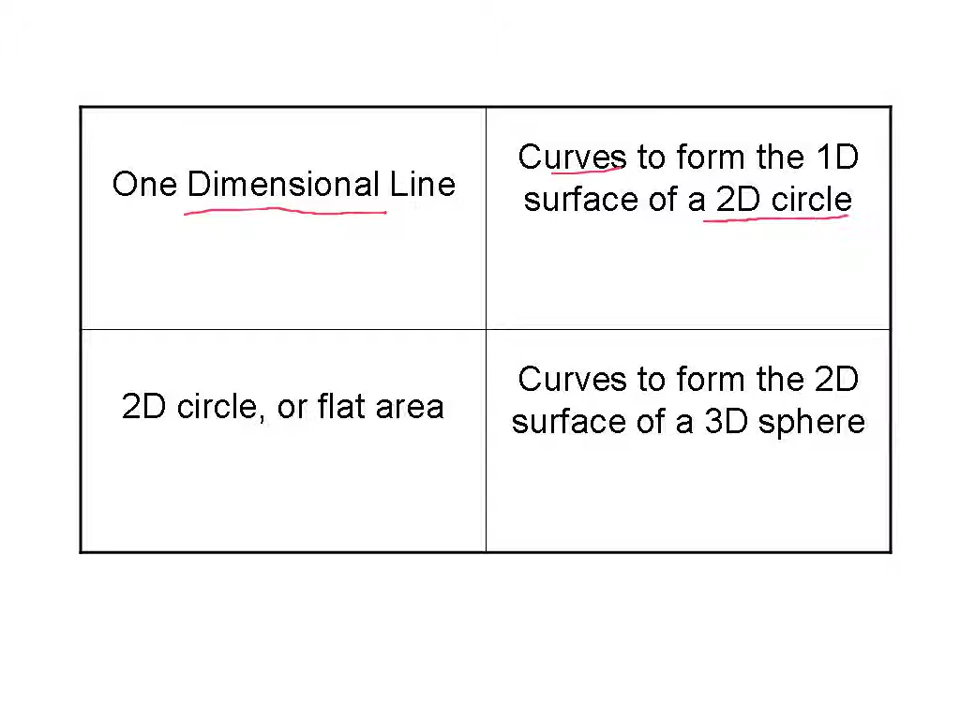 One Dimensional Line
Curves to form the 1D
surface of a 2D circle
2D circle, or flat area
Curves to form the 2D
surface of a 3D sphere